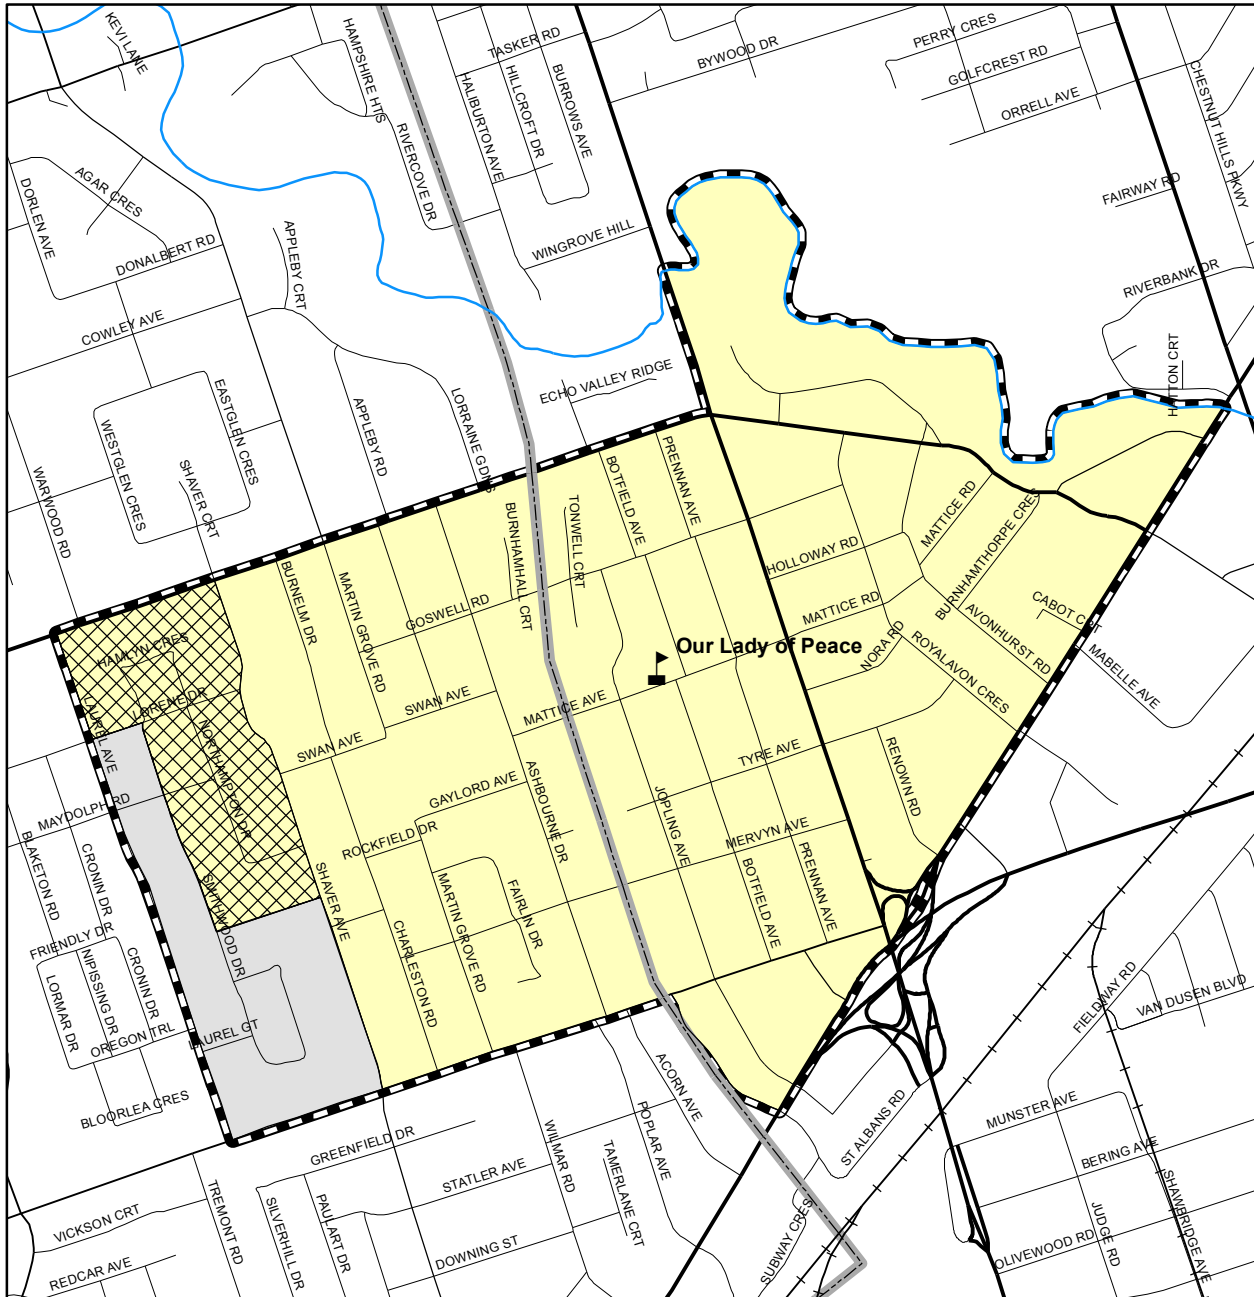 KEVI LANE
HAMPSHIRE HTS
TASKER RD
BYWOOD DR
PERRY CRES
GOLFCREST RD
ORRELL AVE
CHESTNUT HILLS PKWY
HALIBURTON AVE
HILLCROFT DR
BURROWS AVE
RIVERCOVE DR
AGAR CRES
DORLEN AVE
DONALBERT RD
APPLEBY CRT
WINGROVE HILL
FAIRWAY RD
RIVERBANK DR
COWLEY AVE
ECHO VALLEY RIDGE
EASTGLEN CRES
WESTGLEN CRES
SHAVER CRT
APPLEBY RD
LORRAINE GDNS
WARWOOD RD
BURNHAMHALL CRT
TONWELL CRT
BOTFIELD AVE
PRENNAN AVE
MATTICE RD
BURNHAMTHORPE CRES
HOLLOWAY RD
BURNELM DR
MARTIN GROVE RD
GOSWELL RD
MATTICE RD
AVONHURST RD
MABELLE AVE
NORA RD
ROYALAVON CRES
Our Lady of Peace
HAMLYN CRES
LORENE DR
LAUREL AVE
NORTHAMPTON DR
SWAN AVE
SWAN AVE
MATTICE AVE
TYRE AVE
RENOWN RD
MAYDOLPH RD
GAYLORD AVE
ASHBOURNE DR
JOPLING AVE
MERVYN AVE
ROCKFIELD DR
BLAKETON RD
CRONIN DR
SMITHWOOD DR
SHAVER AVE
CHARLESTON RD
MARTIN GROVE RD
FAIRLIN DR
BOTFIELD AVE
PRENNAN AVE
FRIENDLY DR
LORMAR DR
NIPISSING DR
CRONIN DR
OREGON TRL
LAUREL GT
BLOORLEA CRES
FIELDWAY RD
VAN DUSEN BLVD
ACORN AVE
POPLAR AVE
ST ALBANS RD
MUNSTER AVE
BERING AVE
GREENFIELD DR
STATLER AVE
WILMAR RD
TAMERLANE CRT
VICKSON CRT
TREMONT RD
SILVERHILL DR
PAULART DR
DOWNING ST
SUBWAY CRES
OLIVEWOOD RD
JUDGE RD
SHAWBRIDGE AVE
REDCAR AVE